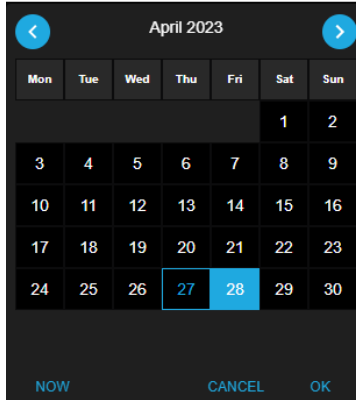 April 2023
Mon Tue Wed Thu Fri Sat Sun
1 2
3 4 5 6 7 8 9
10 11 12 13 14 15 16
17 18 19 20 21 22 23
24 25 26 27 28 29 30
NOW CANCEL OK